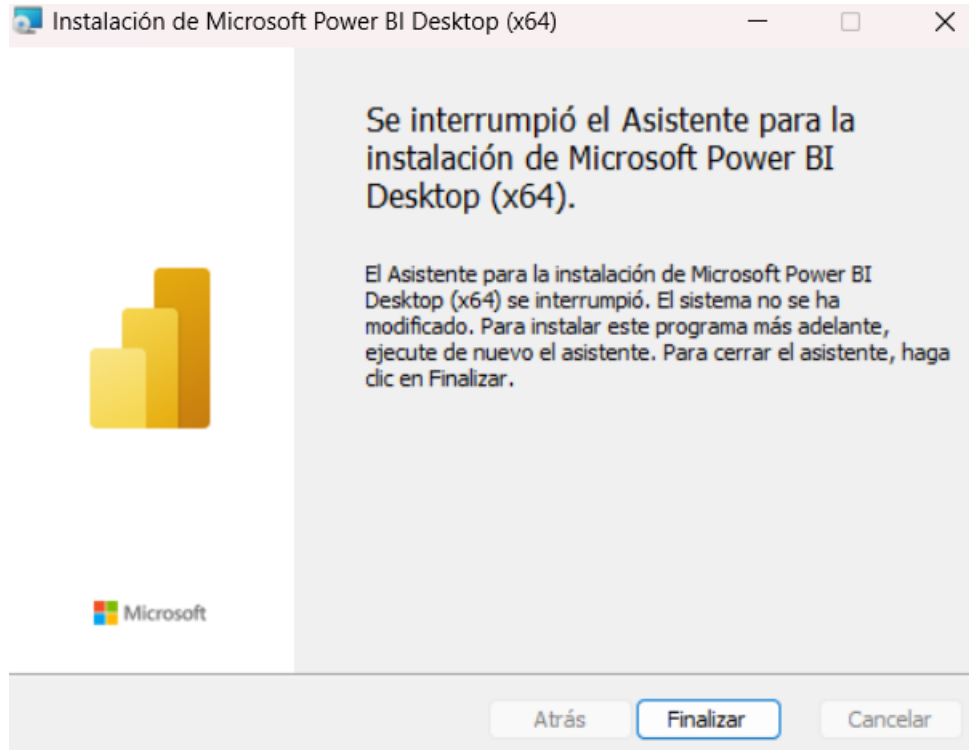 Instalación de Microsoft Power BI Desktop (x64)
Se interrumpió el Asistente para la
instalación de Microsoft Power BI
Desktop (x64).
El Asistente para la instalación de Microsoft Power BI
Desktop (x64) se interrumpió. El sistema no se ha
modificado. Para instalar este programa más adelante,
ejecute de nuevo el asistente. Para cerrar el asistente, haga
clic en Finalizar.
Microsoft
Atrás Finalizar Cancelar